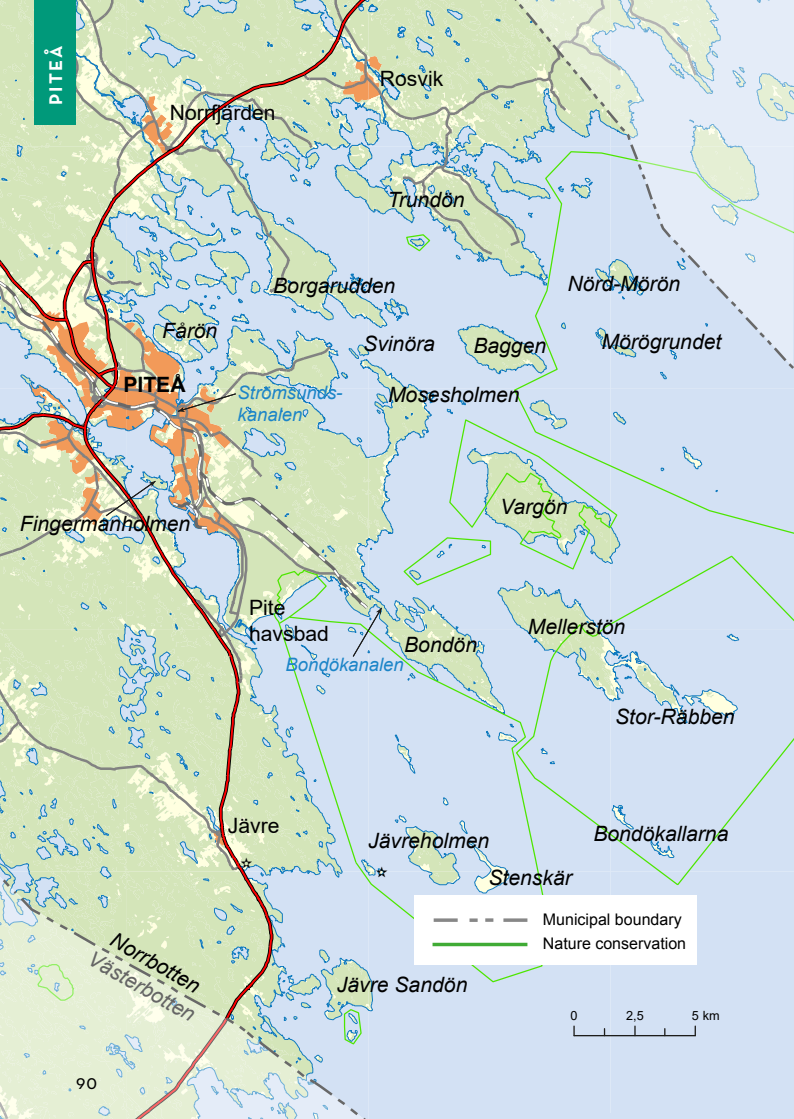 PITEÅ
Rosvik
Norrfjärden
Trundön
Borgarudden
Nörd-Mörön
Fårön
Svinöra
Baggen
Mörögrundet
PITEÅ
Strömsunds-
kanalen
Mosesholmen
Vargön
Fingermanholmen
Pite
havsbad
Bondökanalen
Bondön
Mellerstön
Stor-Räbben
Jävre
Jävreholmen
Bondökallarna
Stenskär
Municipal boundary
Nature conservation
Norrbotten
Västerbotten
Jävre Sandön
0 2,5 5 km
90